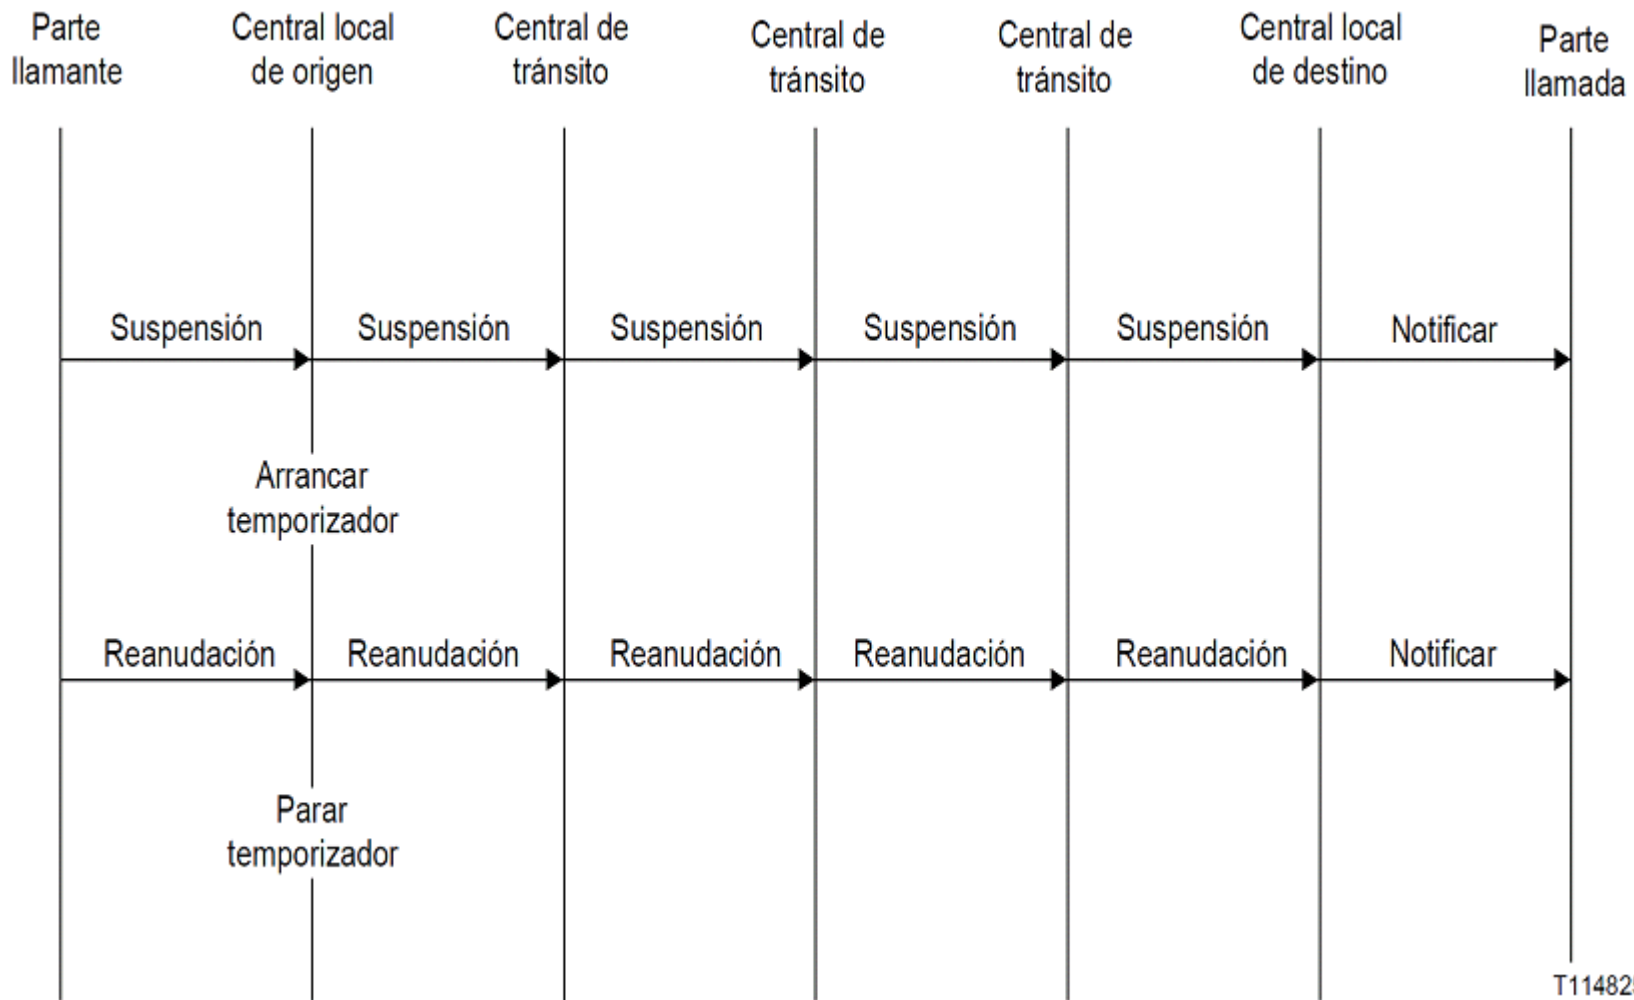 Parte
llamante
Central local
de origen
Central de
tránsito
Central de
tránsito
Central de
tránsito
Central local
de destino
Parte
llamada
Suspensión
Suspensión
Suspensión
Suspensión
Suspensión
Notificar
Arrancar
temporizador
Reanudación
Reanudación
Reanudación
Reanudación
Reanudación
Notificar
Parar
temporizador